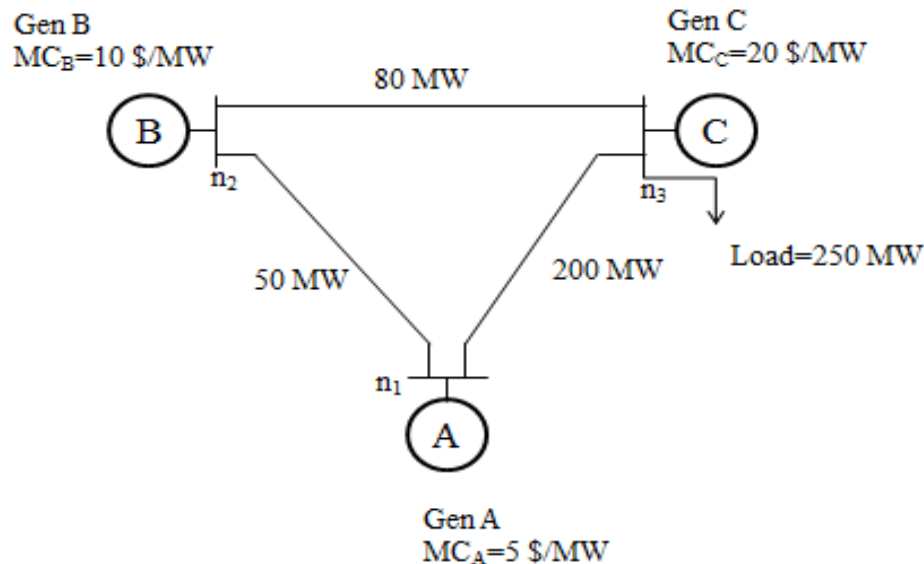 Gen B
MC_B=10 $/MW
Gen C
MC_C=20 $/MW
80 MW
B
C
n₂
n₃
50 MW
200 MW
Load=250 MW
n₁
A
Gen A
MC_A=5 $/MW